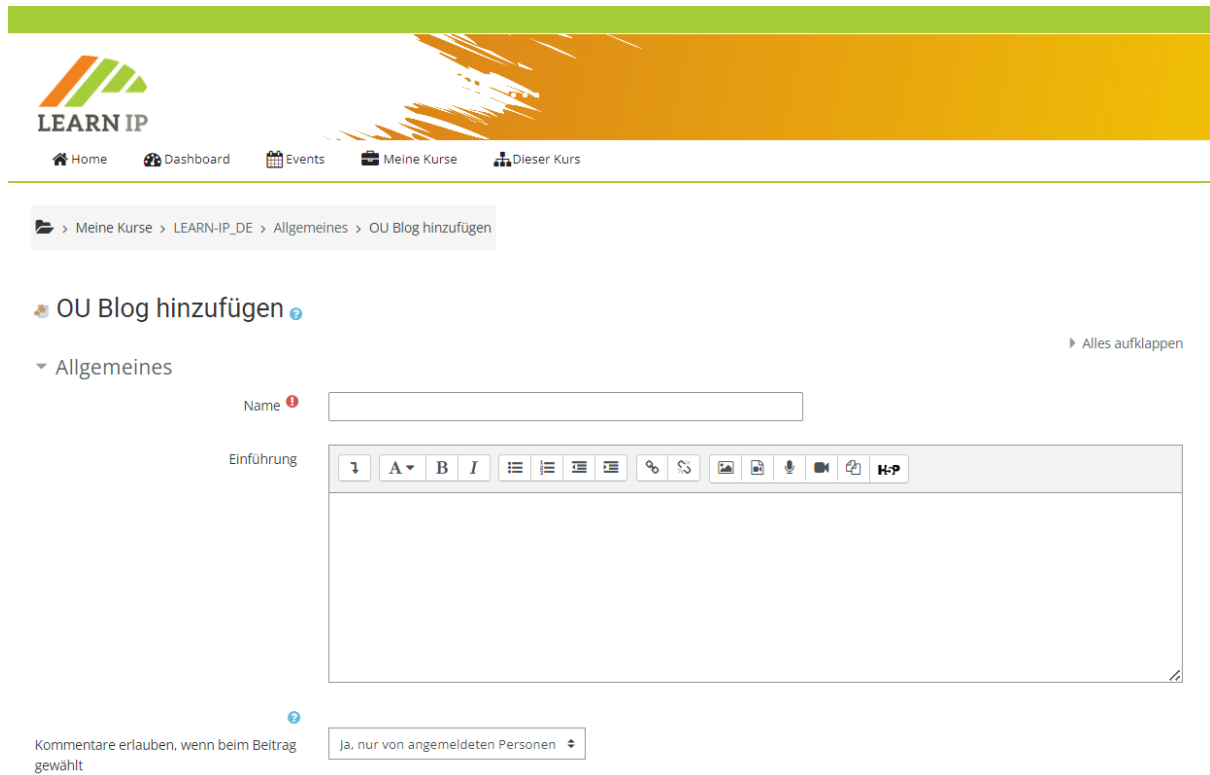 LEARN IP
Home Dashboard Events Meine Kurse Dieser Kurs
> Meine Kurse > LEARN-IP_DE > Allgemeines > OU Blog hinzufügen
OU Blog hinzufügen
Alles aufklappen
Allgemeines
Name
Einführung
A B I H-P
Kommentare erlauben, wenn beim Beitrag
gewählt
Ja, nur von angemeldeten Personen